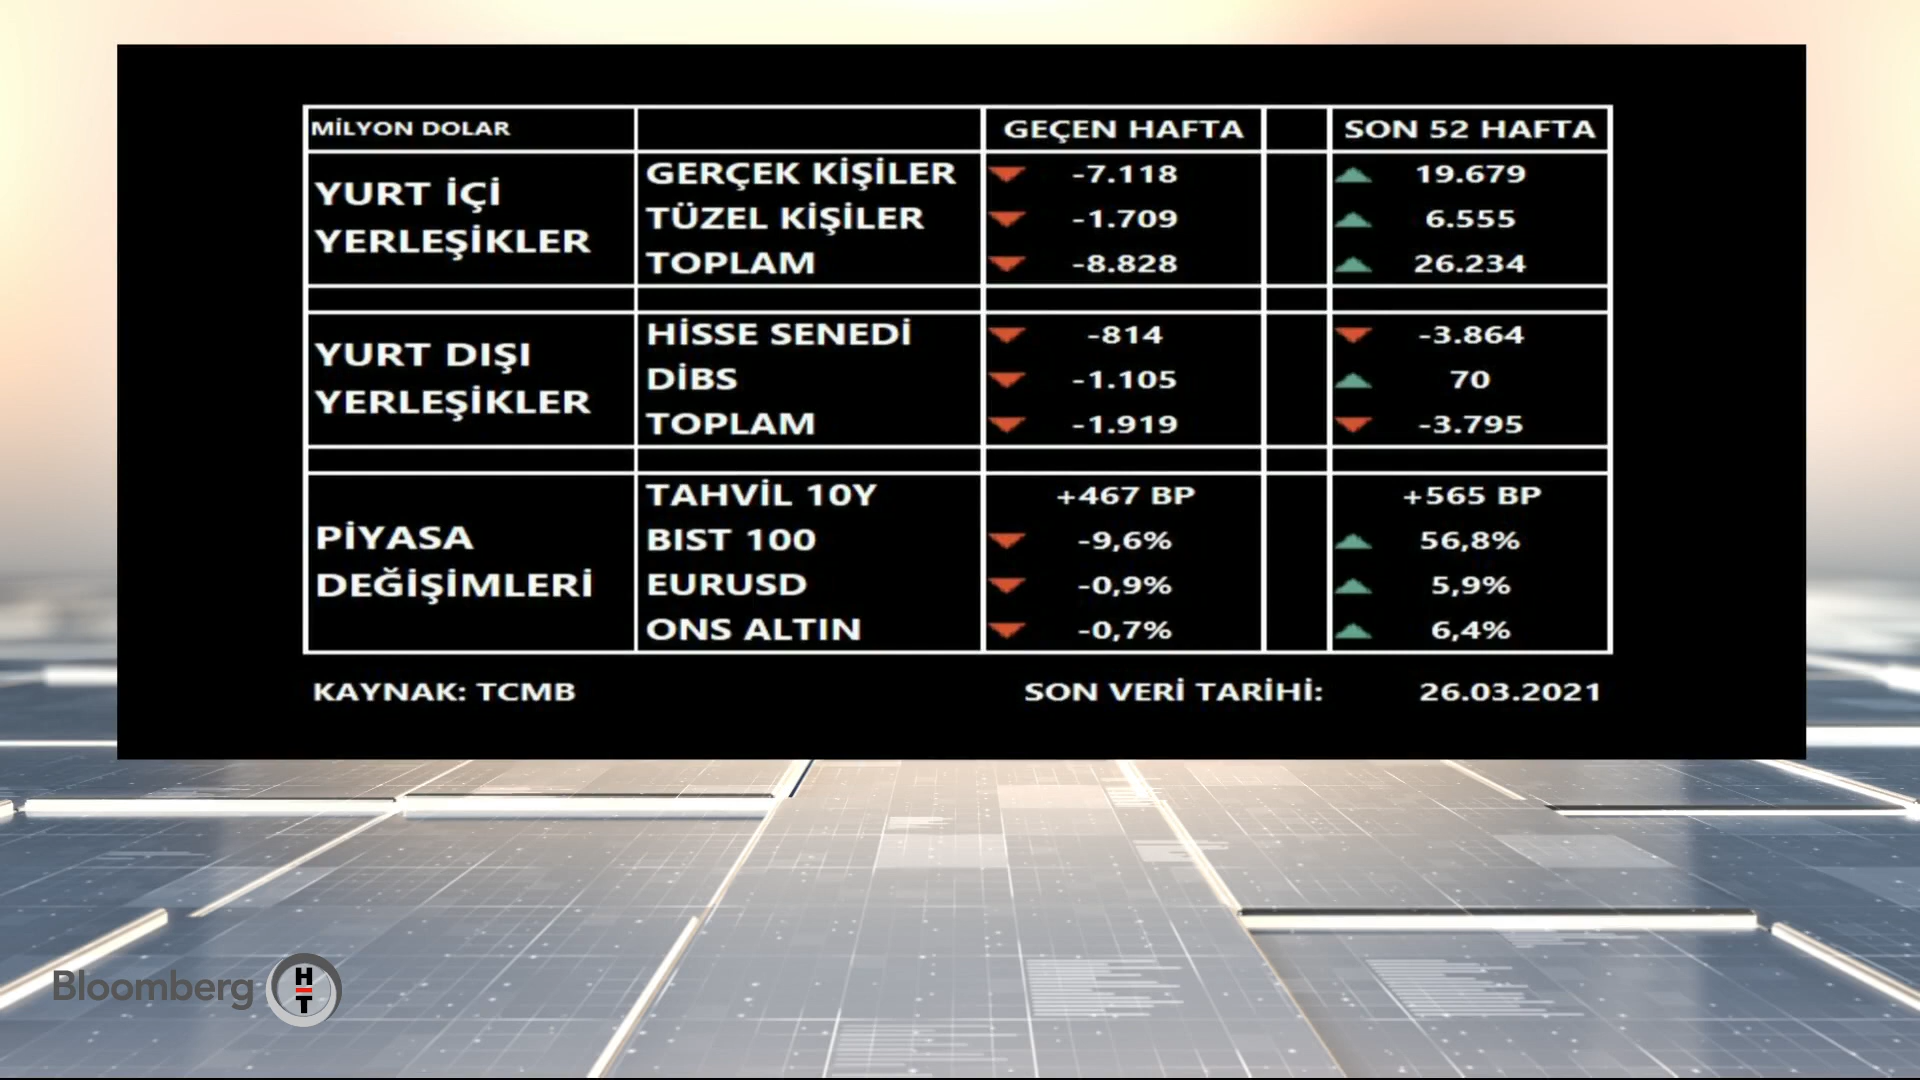 MİLYON DOLAR GEÇEN HAFTA SON 52 HAFTA
YURT İÇİ YERLEŞİKLER
GERÇEK KİŞİLER -7.118 19.679
TÜZEL KİŞİLER -1.709 6.555
TOPLAM -8.828 26.234
YURT DIŞI YERLEŞİKLER
HİSSE SENEDİ -814 -3.864
DİBS -1.105 70
TOPLAM -1.919 -3.795
PİYASA DEĞİŞİMLERİ
TAHVİL 10Y +467 BP +565 BP
BIST 100 -9,6% 56,8%
EURUSD -0,9% 5,9%
ONS ALTIN -0,7% 6,4%
KAYNAK: TCMB SON VERİ TARİHİ: 26.03.2021
Bloomberg HT